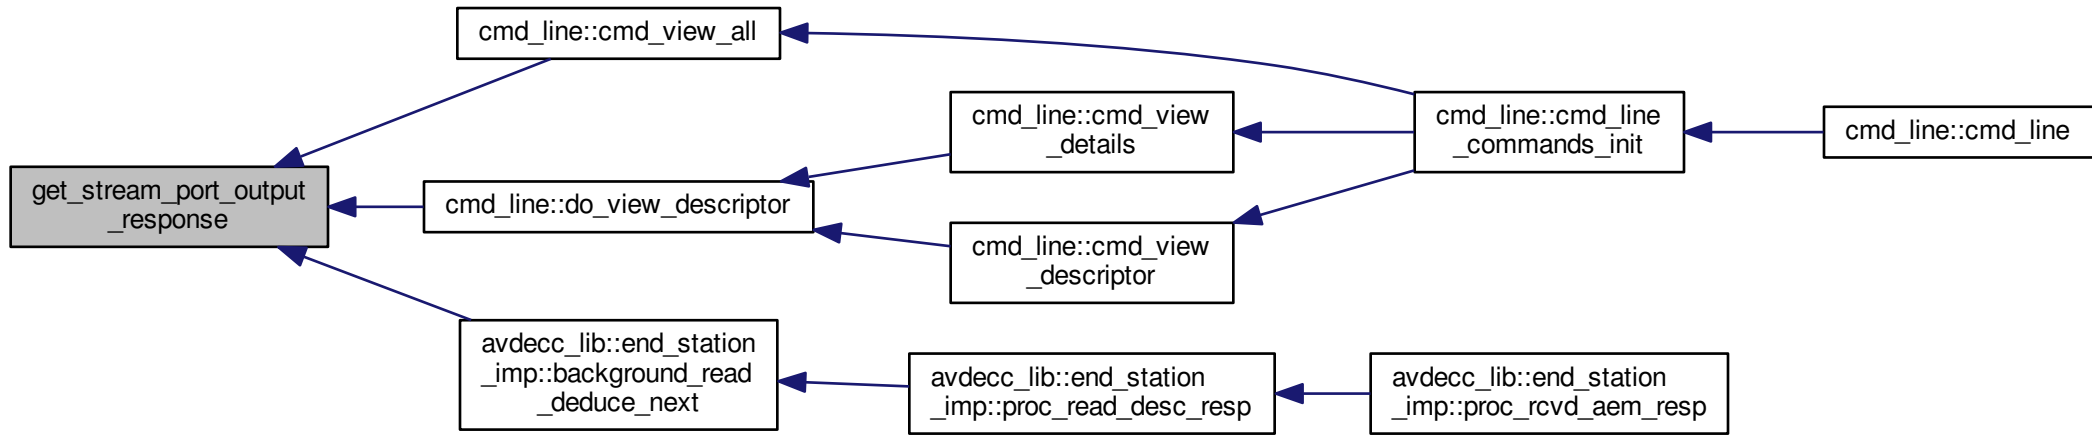 cmd_line::cmd_view_all
cmd_line::cmd_view
_details
cmd_line::cmd_line
_commands_init
cmd_line::cmd_line
get_stream_port_output
_response
cmd_line::do_view_descriptor
cmd_line::cmd_view
_descriptor
avdecc_lib::end_station
_imp::background_read
_deduce_next
avdecc_lib::end_station
_imp::proc_read_desc_resp
avdecc_lib::end_station
_imp::proc_rcvd_aem_resp